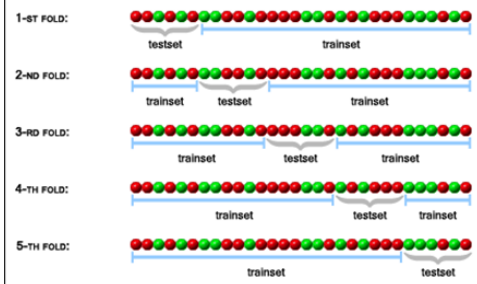 1-ST FOLD:
testset trainset
2-ND FOLD:
trainset testset trainset
3-RD FOLD:
trainset testset trainset
4-TH FOLD:
trainset testset trainset
5-TH FOLD:
trainset testset